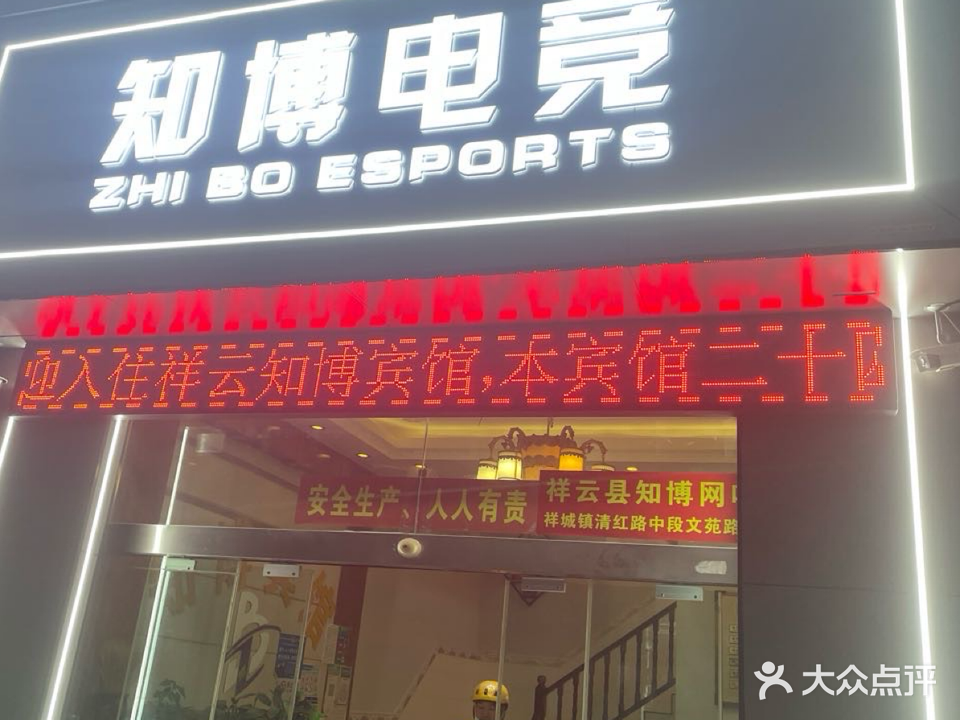 知博电竞
ZHI BO ESPORTS
迎入住祥云知博宾馆，本宾馆二十四
安全生产、人人有责
祥云县知博网吧
祥城镇清红路中段文苑路
大众点评